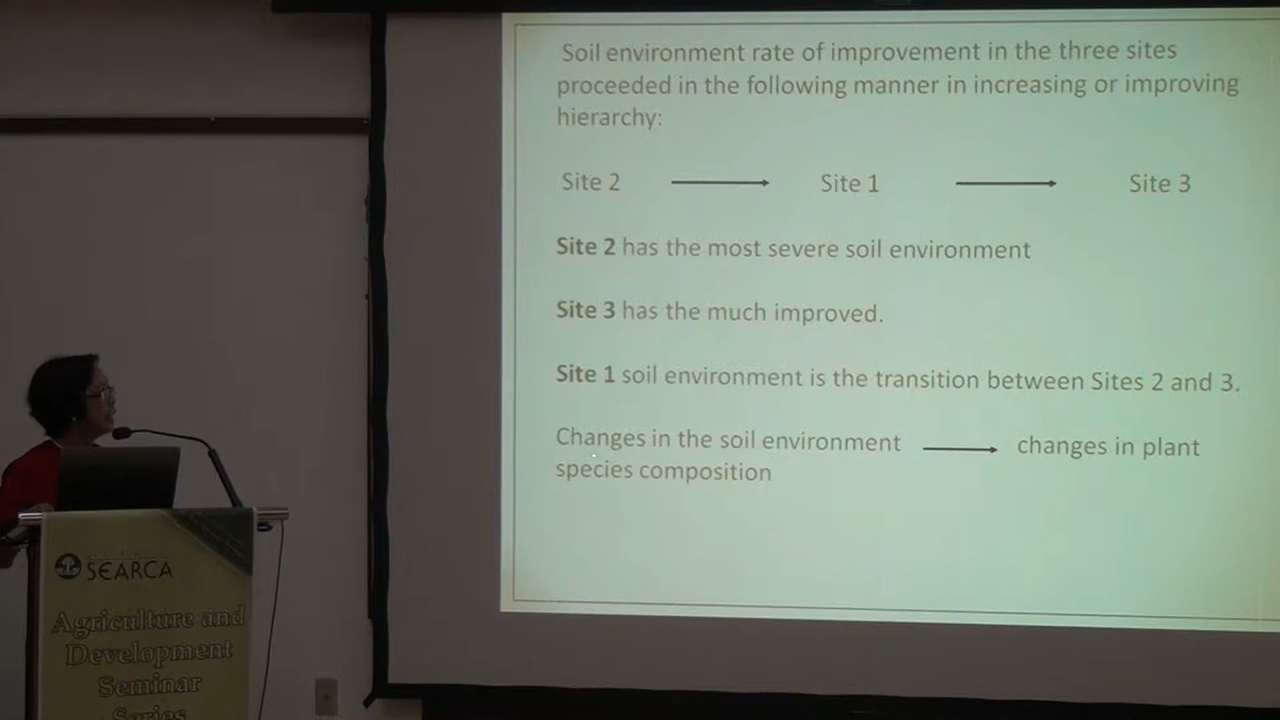 Soil environment rate of improvement in the three sites
proceeded in the following manner in increasing or improving
hierarchy:
Site 2 Site 1 Site 3
Site 2 has the most severe soil environment
Site 3 has the much improved.
Site 1 soil environment is the transition between Sites 2 and 3.
Changes in the soil environment changes in plant
species composition
SEARCA
Agriculture and
Development
Seminar
Series